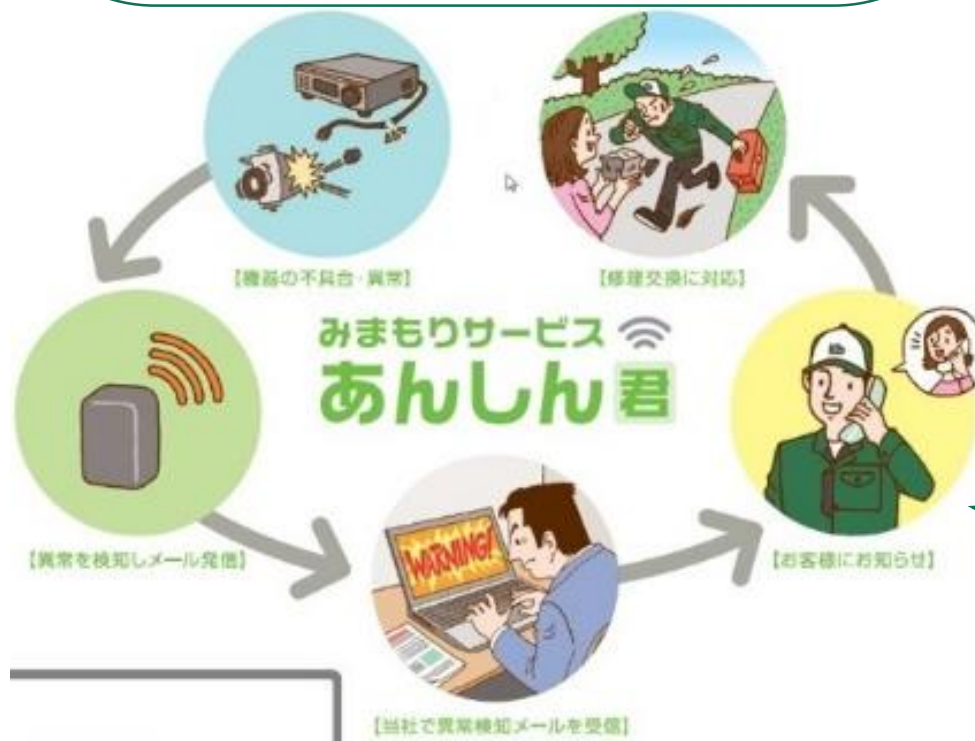 【機器の不具合・異常】
【修理交換に対応】
みまもりサービス
あんしん君
WARNING!
【異常を検知しメール発信】
【お客様にお知らせ】
【当社で異常検知メールを受信】